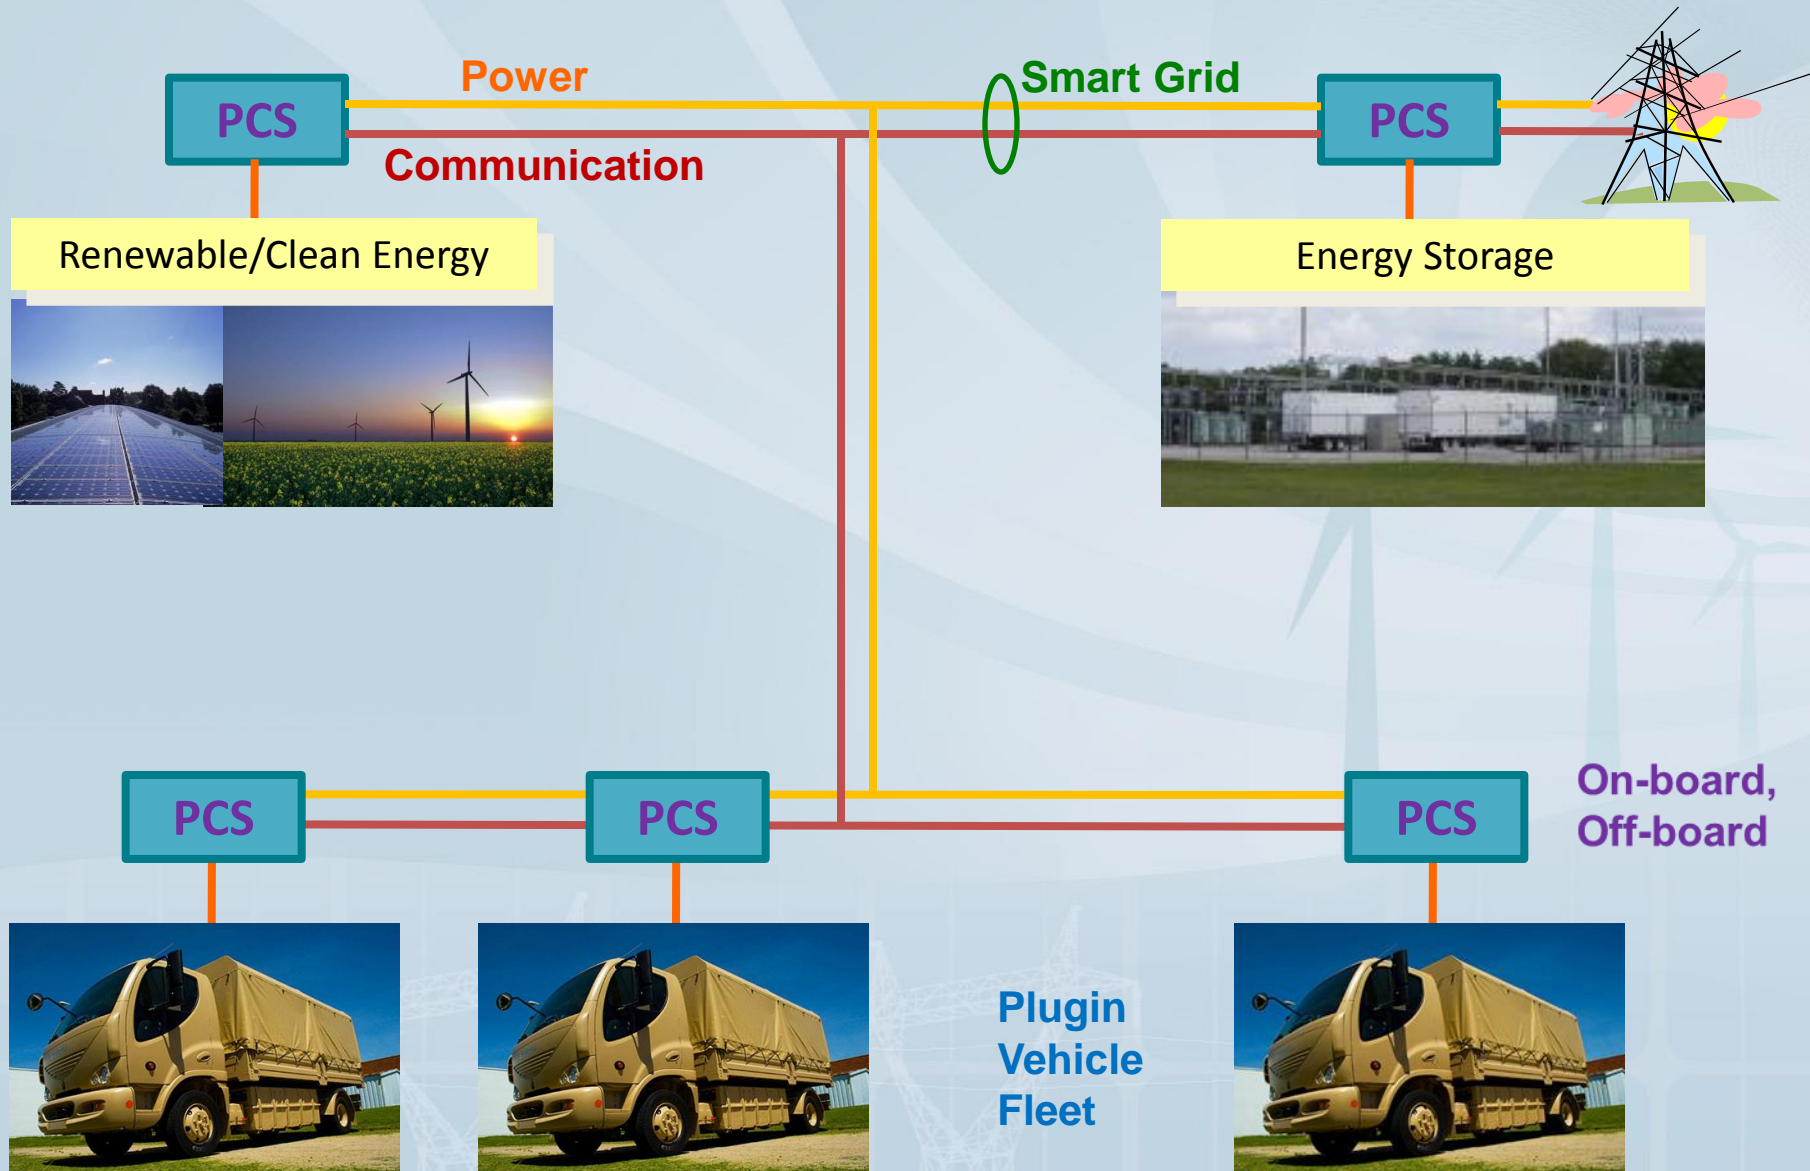 Power
Smart Grid
PCS
PCS
Communication
Renewable/Clean Energy
Energy Storage
PCS
PCS
PCS
On-board,
Off-board
Plugin
Vehicle
Fleet